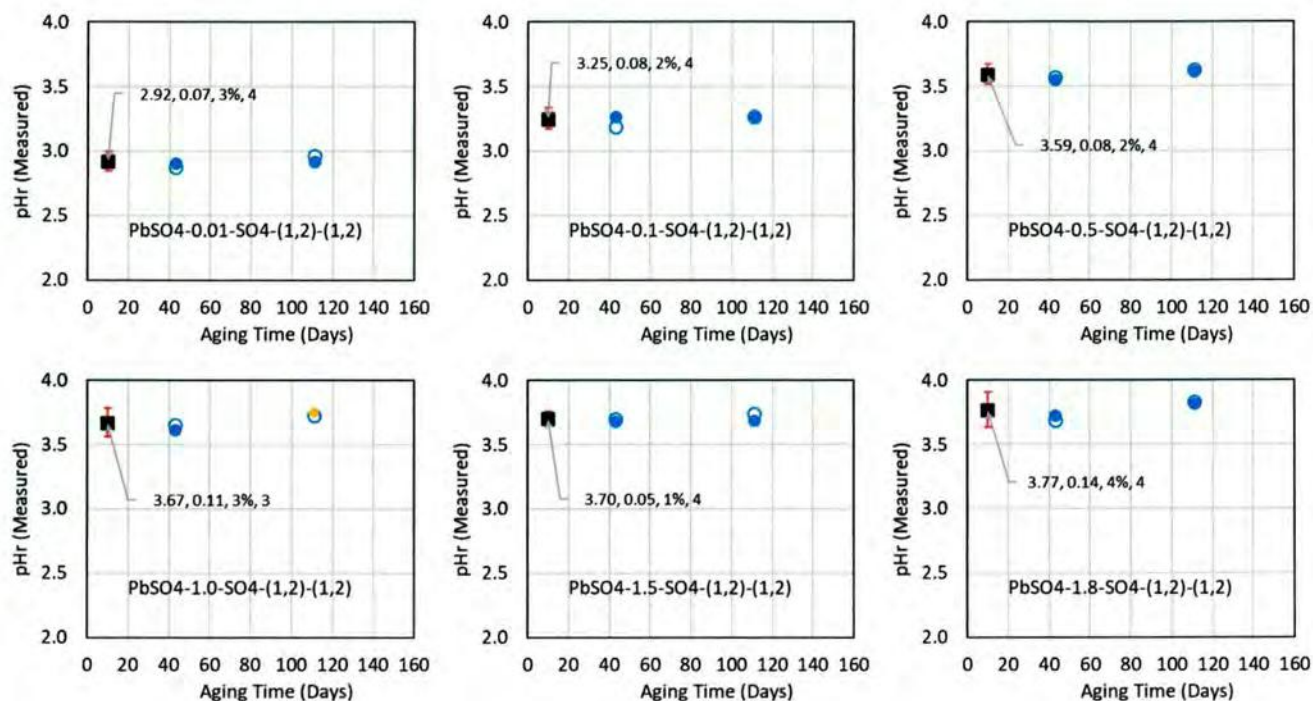 4.0
3.5
3.0
2.5
2.0
pHr (Measured)
2.92, 0.07, 3%, 4
PbSO4-0.01-SO4-(1,2)-(1,2)
0 20 40 60 80 100 120 140 160
Aging Time (Days)
4.0
3.5
3.0
2.5
2.0
pHr (Measured)
3.25, 0.08, 2%, 4
PbSO4-0.1-SO4-(1,2)-(1,2)
0 20 40 60 80 100 120 140 160
Aging Time (Days)
4.0
3.5
3.0
2.5
2.0
pHr (Measured)
3.59, 0.08, 2%, 4
PbSO4-0.5-SO4-(1,2)-(1,2)
0 20 40 60 80 100 120 140 160
Aging Time (Days)
4.0
3.5
3.0
2.5
2.0
pHr (Measured)
3.67, 0.11, 3%, 3
PbSO4-1.0-SO4-(1,2)-(1,2)
0 20 40 60 80 100 120 140 160
Aging Time (Days)
4.0
3.5
3.0
2.5
2.0
pHr (Measured)
3.70, 0.05, 1%, 4
PbSO4-1.5-SO4-(1,2)-(1,2)
0 20 40 60 80 100 120 140 160
Aging Time (Days)
4.0
3.5
3.0
2.5
2.0
pHr (Measured)
3.77, 0.14, 4%, 4
PbSO4-1.8-SO4-(1,2)-(1,2)
0 20 40 60 80 100 120 140 160
Aging Time (Days)